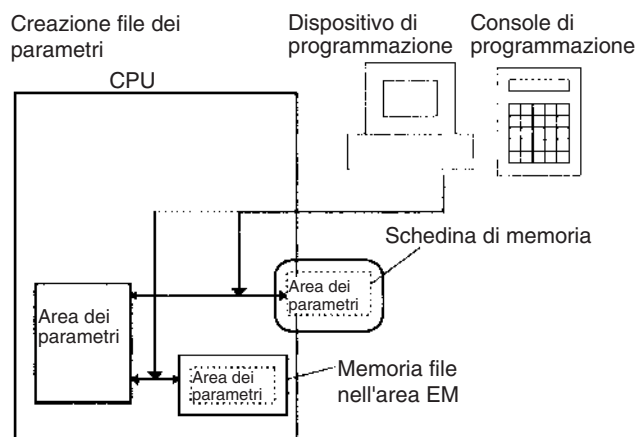 Creazione file dei
parametri
Dispositivo di
programmazione
Console di
programmazione
CPU
Schedina di memoria
Area dei
parametri
Area dei
parametri
Area dei
parametri
Memoria file
nell'area EM